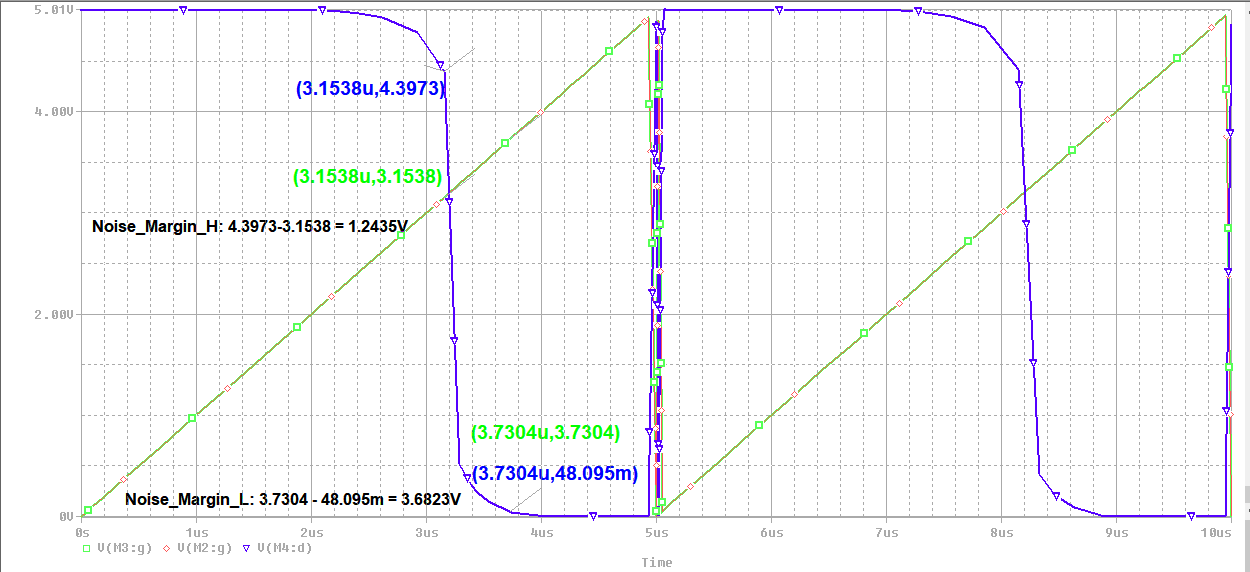 5.01V
(3.1538u,4.3973)
4.00V
(3.1538u,3.1538)
Noise_Margin_H: 4.3973-3.1538 = 1.2435V
2.00V
(3.7304u,3.7304)
(3.7304u,48.095m)
Noise_Margin_L: 3.7304 - 48.095m = 3.6823V
0V
0s 1us 2us 3us 4us 5us 6us 7us 8us 9us 10us
V(M3:g) V(M2:g) V(M4:d)
Time